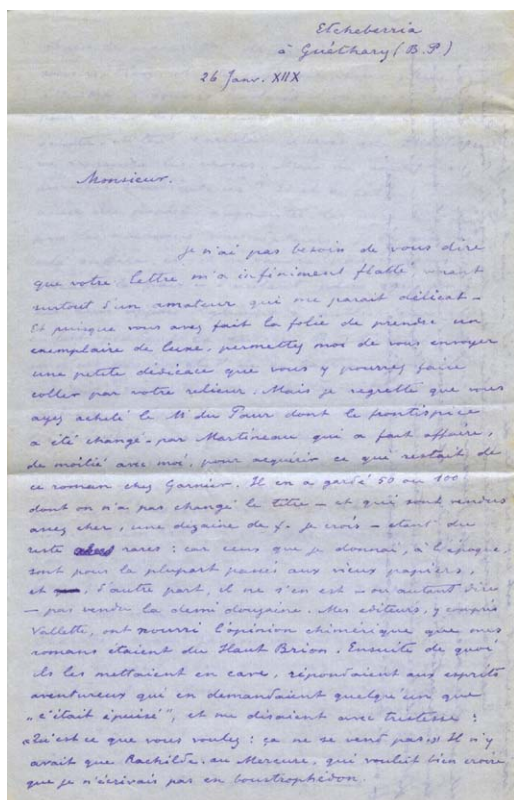 Etcheberria
à Guéthary (B.P)
26 Janv. XIIX
Monsieur.
Je n'ai pas besoin de vous dire
que votre lettre m'a infiniment flatté venant
surtout d'un amateur qui me parait délicat –
Et puisque vous avez fait la folie de prendre un
exemplaire de luxe, permettez moi de vous envoyer
une petite dédicace que vous y pourrez faire
coller par votre relieur. Mais je regrette que vous
ayez acheté le M. du Paur dont le frontispice
a été changé par Martineau qui a fait affaire,
de moitié avec moi, pour acquérir ce qui restait de
ce roman chez Garnier. Il en a gardé 50 ou 100
dont on n'a pas changé le titre – et qui sont vendus
assez cher, une dizaine de f. je crois – étant du
reste rares : car ceux que je donnai, à l'époque,
sont pour la plupart passés aux vieux papiers,
et d'autre part, il ne s'en est – ou autant dire
– pas vendu la demi douzaine. Mes editeurs, y compris
Vallette, ont nourri l'opinion chimérique que mes
romans étaient du Haut Brion. Ensuite de quoi
ils les mettaient en cave, répondaient aux esprits
aventureux qui en demandaient quelqu'un que
"c'était épuisé", et me disaient avec tristesse :
«Qu'est ce que vous voulez : ça ne se vend pas» Il n'y
avait que Rachilde, au Mercure, qui voulût bien croire
que je n'écrivais pas en boustrophédon.